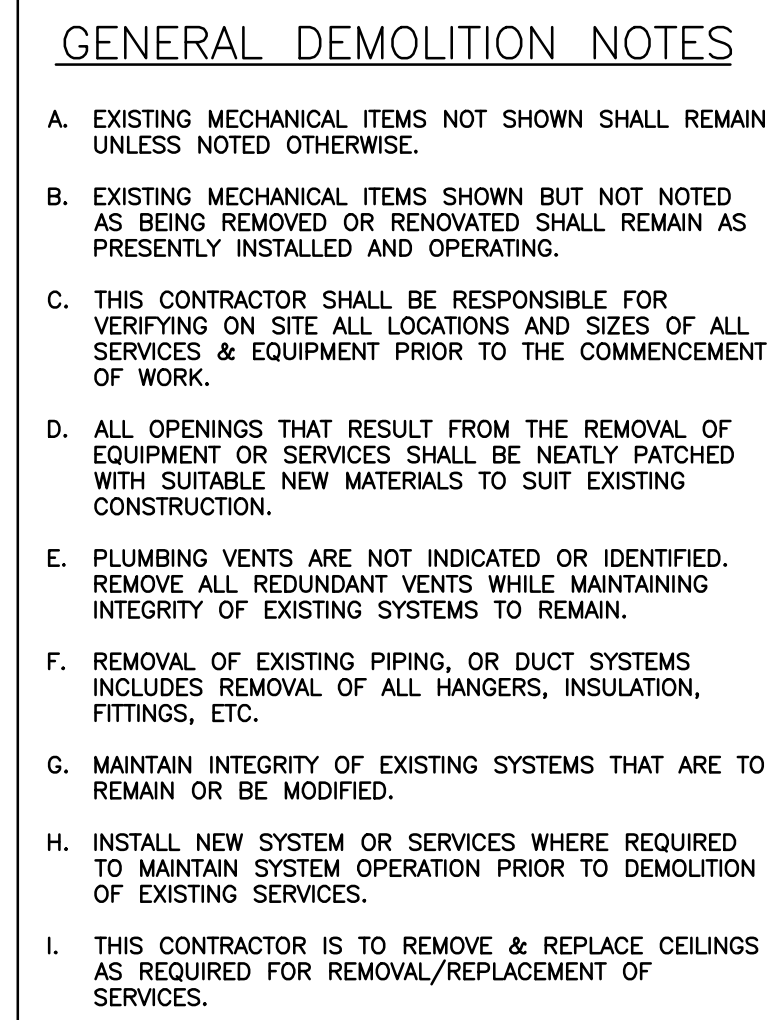 GENERAL DEMOLITION NOTES
A. EXISTING MECHANICAL ITEMS NOT SHOWN SHALL REMAIN
UNLESS NOTED OTHERWISE.
B. EXISTING MECHANICAL ITEMS SHOWN BUT NOT NOTED
AS BEING REMOVED OR RENOVATED SHALL REMAIN AS
PRESENTLY INSTALLED AND OPERATING.
C. THIS CONTRACTOR SHALL BE RESPONSIBLE FOR
VERIFYING ON SITE ALL LOCATIONS AND SIZES OF ALL
SERVICES & EQUIPMENT PRIOR TO THE COMMENCEMENT
OF WORK.
D. ALL OPENINGS THAT RESULT FROM THE REMOVAL OF
EQUIPMENT OR SERVICES SHALL BE NEATLY PATCHED
WITH SUITABLE NEW MATERIALS TO SUIT EXISTING
CONSTRUCTION.
E. PLUMBING VENTS ARE NOT INDICATED OR IDENTIFIED.
REMOVE ALL REDUNDANT VENTS WHILE MAINTAINING
INTEGRITY OF EXISTING SYSTEMS TO REMAIN.
F. REMOVAL OF EXISTING PIPING, OR DUCT SYSTEMS
INCLUDES REMOVAL OF ALL HANGERS, INSULATION,
FITTINGS, ETC.
G. MAINTAIN INTEGRITY OF EXISTING SYSTEMS THAT ARE TO
REMAIN OR BE MODIFIED.
H. INSTALL NEW SYSTEM OR SERVICES WHERE REQUIRED
TO MAINTAIN SYSTEM OPERATION PRIOR TO DEMOLITION
OF EXISTING SERVICES.
I. THIS CONTRACTOR IS TO REMOVE & REPLACE CEILINGS
AS REQUIRED FOR REMOVAL/REPLACEMENT OF
SERVICES.